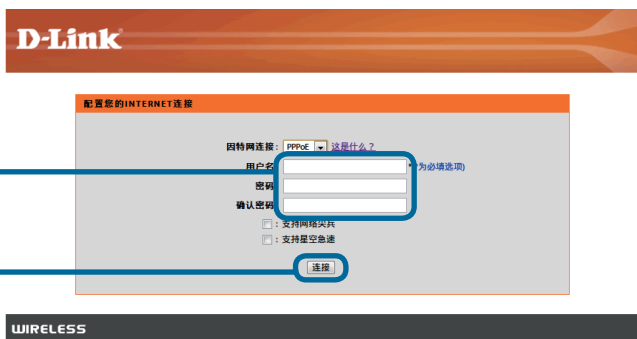 D-Link
配置您的INTERNET连接
因特网连接: PPPoE 这是什么?
用户名 为必填选项)
密码
确认密码
: 支持网络尖兵
: 支持星空急速
连接
WIRELESS